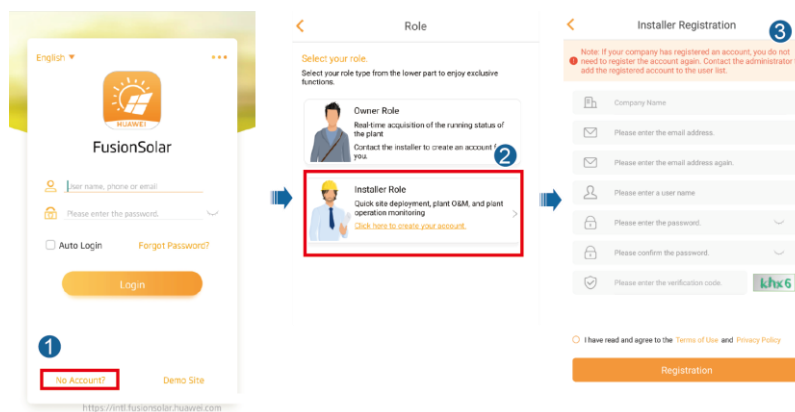 English ▼
HUAWEI
FusionSolar
User name, phone or email
Please enter the password.
Auto Login
Forgot Password?
Login
1
No Account?
Demo Site
https://intl.fusionsolar.huawei.com
Role
Select your role.
Select your role type from the lower part to enjoy exclusive
functions.
Owner Role
Real-time acquisition of the running status of
the plant
Contact the installer to create an account
you.
2
Installer Role
Quick site deployment, plant O&M, and plant
operation monitoring
Click here to create your account.
Installer Registration
3
Note: If your company has registered an account, you do not
need to register the account again. Contact the administrator
add the registered account to the user list.
Company Name
Please enter the email address.
Please enter the email address again.
Please enter a user name
Please enter the password.
Please confirm the password.
Please enter the verification code.
khx6
I have read and agree to the Terms of Use and Privacy Policy
Registration